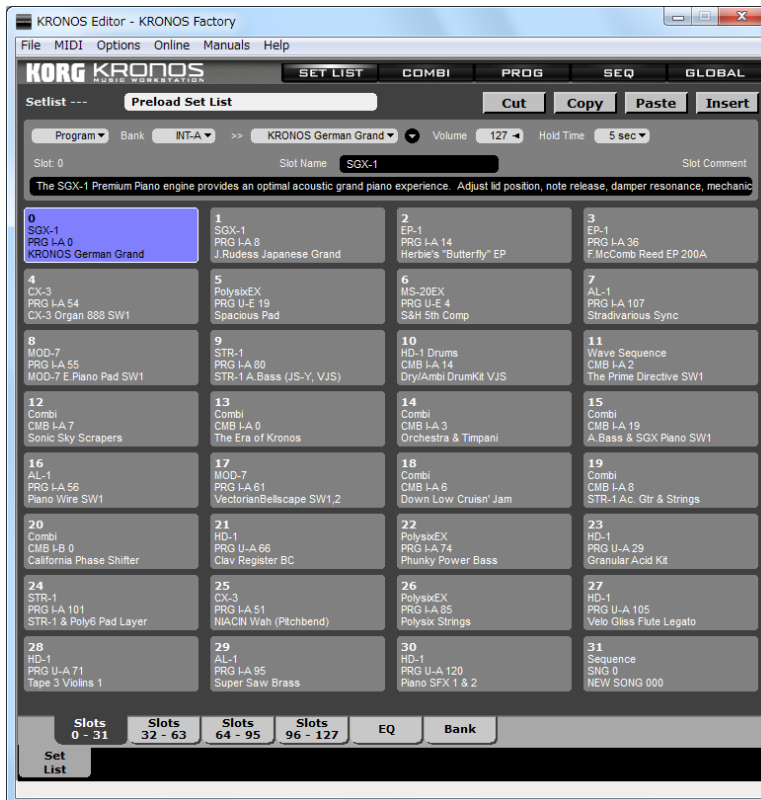 KRONOS Editor - KRONOS Factory
File MIDI Options Online Manuals Help
KORG KRONOS
MUSIC WORKSTATION
SET LIST COMBI PROG SEQ GLOBAL
Setlist --- Preload Set List Cut Copy Paste Insert
Program Bank INT-A >> KRONOS German Grand Volume 127 Hold Time 5 sec
Slot: 0 Slot Name SGX-1 Slot Comment
The SGX-1 Premium Piano engine provides an optimal acoustic grand piano experience. Adjust lid position, note release, damper resonance, mechanic
0
SGX-1
PRG I-A 0
KRONOS German Grand
1
SGX-1
PRG I-A 8
J.Rudess Japanese Grand
2
EP-1
PRG I-A 14
Herbie's "Butterfly" EP
3
EP-1
PRG I-A 36
F.McComb Reed EP 200A
4
CX-3
PRG I-A 54
CX-3 Organ 888 SW1
5
PolysixEX
PRG U-E 19
Spacious Pad
6
MS-20EX
PRG U-E 4
S&H 5th Comp
7
AL-1
PRG I-A 107
Stradivarious Sync
8
MOD-7
PRG I-A 55
MOD-7 E.Piano Pad SW1
9
STR-1
PRG I-A 80
STR-1 A.Bass (JS-Y, VJS)
10
HD-1 Drums
CMB I-A 14
Dry/Ambi DrumKit VJS
11
Wave Sequence
CMB I-A 2
The Prime Directive SW1
12
Combi
CMB I-A 7
Sonic Sky Scrapers
13
Combi
CMB I-A 0
The Era of Kronos
14
Combi
CMB I-A 3
Orchestra & Timpani
15
Combi
CMB I-A 19
A.Bass & SGX Piano SW1
16
AL-1
PRG I-A 56
Piano Wire SW1
17
MOD-7
PRG I-A 61
VectorianBellscape SW1,2
18
Combi
CMB I-A 6
Down Low Cruisn' Jam
19
Combi
CMB I-A 8
STR-1 Ac. Gtr & Strings
20
Combi
CMB I-B 0
California Phase Shifter
21
HD-1
PRG U-A 66
Clav Register BC
22
PolysixEX
PRG I-A 74
Phunky Power Bass
23
HD-1
PRG U-A 29
Granular Acid Kit
24
STR-1
PRG I-A 101
STR-1 & Poly6 Pad Layer
25
CX-3
PRG I-A 51
NIACIN Wah (Pitchbend)
26
PolysixEX
PRG I-A 85
Polysix Strings
27
HD-1
PRG U-A 105
Velo Gliss Flute Legato
28
HD-1
PRG U-A 71
Tape 3 Violins 1
29
AL-1
PRG I-A 95
Super Saw Brass
30
HD-1
PRG U-A 120
Piano SFX 1 & 2
31
Sequence
SNG 0
NEW SONG 000
Slots
0 - 31
Slots
32 - 63
Slots
64 - 95
Slots
96 - 127
EQ
Bank
Set
List